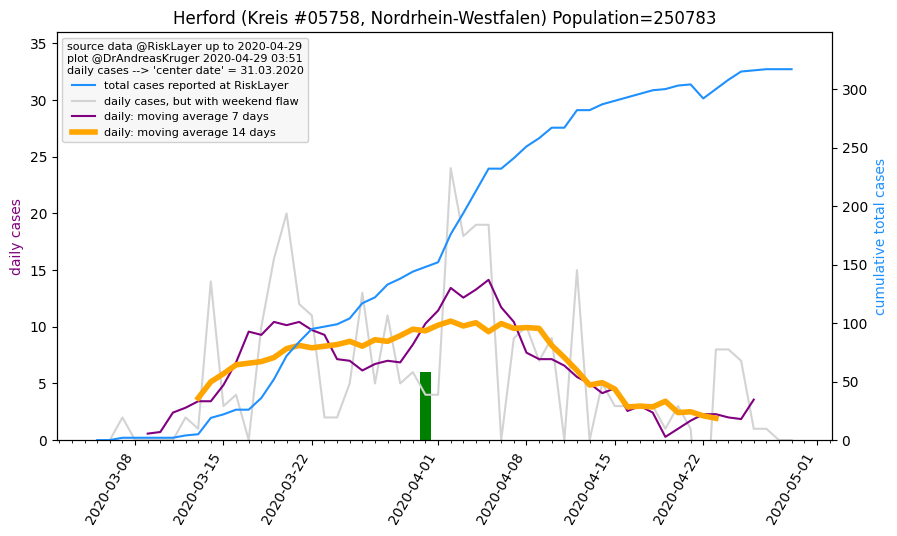 Herford (Kreis #05758, Nordrhein-Westfalen) Population=250783
source data @RiskLayer up to 2020-04-29
plot @DrAndreasKruger 2020-04-29 03:51
daily cases --> 'center date' = 31.03.2020
total cases reported at RiskLayer
daily cases, but with weekend flaw
daily: moving average 7 days
daily: moving average 14 days
daily cases
35
30
25
20
15
10
5
0
cumulative total cases
300
250
200
150
100
50
0
2020-03-08
2020-03-15
2020-03-22
2020-04-01
2020-04-08
2020-04-15
2020-04-22
2020-05-01